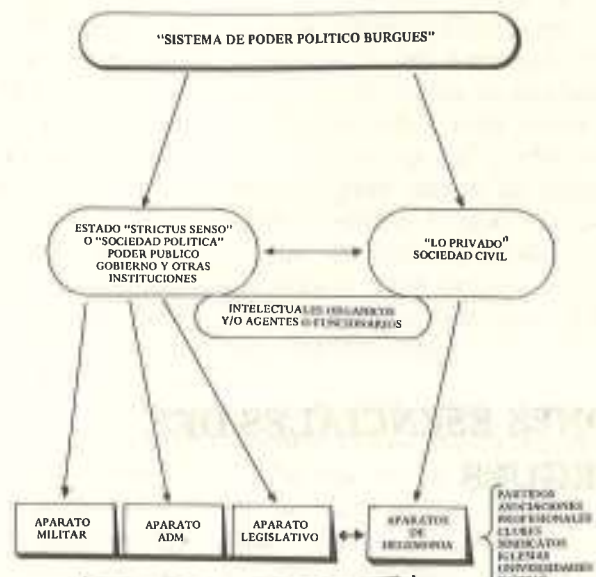 "SISTEMA DE PODER POLITICO BURGUES"
ESTADO "STRICTUS SENSO"
O "SOCIEDAD POLITICA"
PODER PUBLICO
GOBIERNO Y OTRAS
INSTITUCIONES
"LO PRIVADO"
SOCIEDAD CIVIL
INTELECTUALES ORGANICOS
Y/O AGENTES O FUNCIONARIOS
APARATO
MILITAR
APARATO
ADM
APARATO
LEGISLATIVO
APARATOS
DE
HEGEMONIA
PARTIDOS
ASOCIACIONES
PROFESIONALES
CLUBES
SINDICATOS
IGLESIAS
UNIVERSIDADES